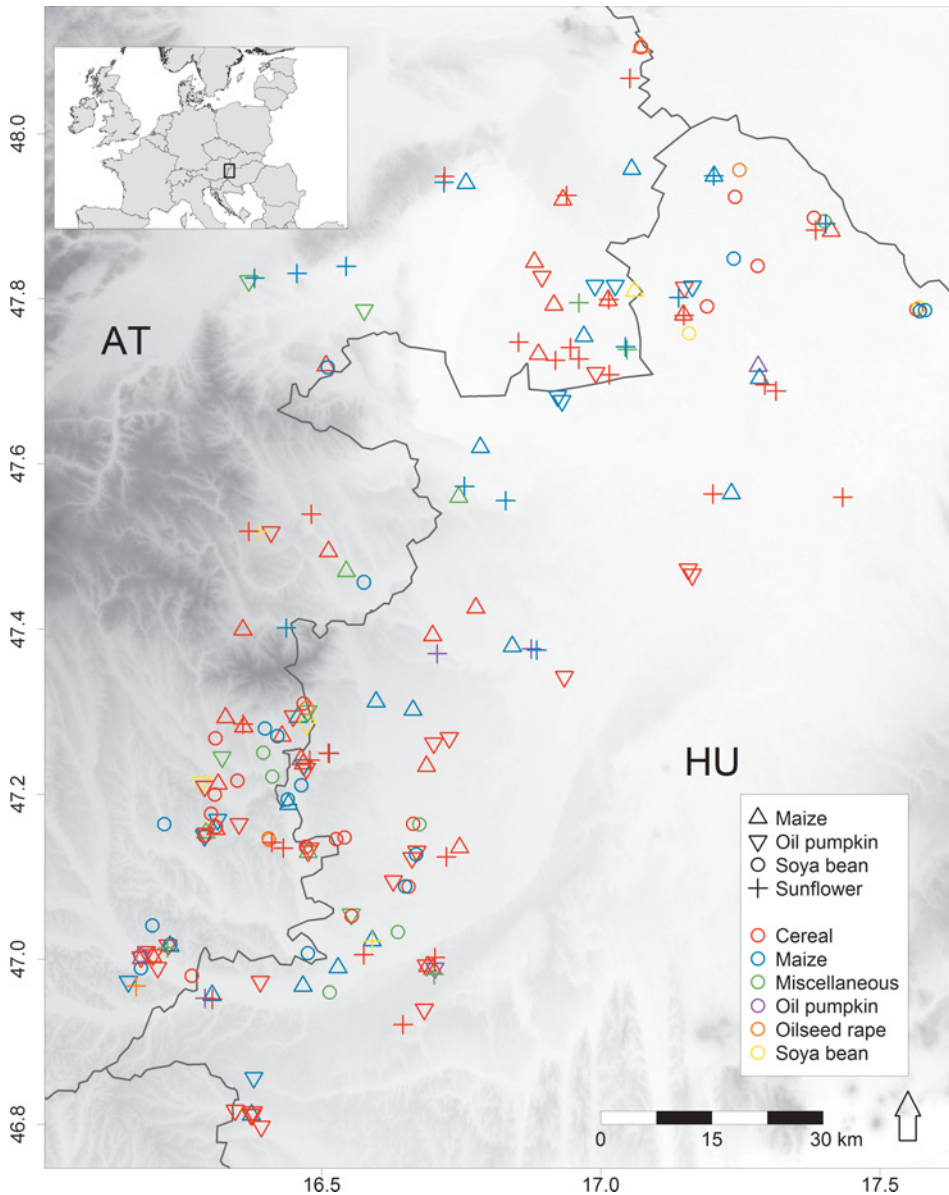 48.0
47.8
47.6
47.4
47.2
47.0
46.8
AT
HU
Maize
Oil pumpkin
Soya bean
Sunflower
Cereal
Maize
Miscellaneous
Oil pumpkin
Oilseed rape
Soya bean
0 15 30 km
16.5 17.0 17.5